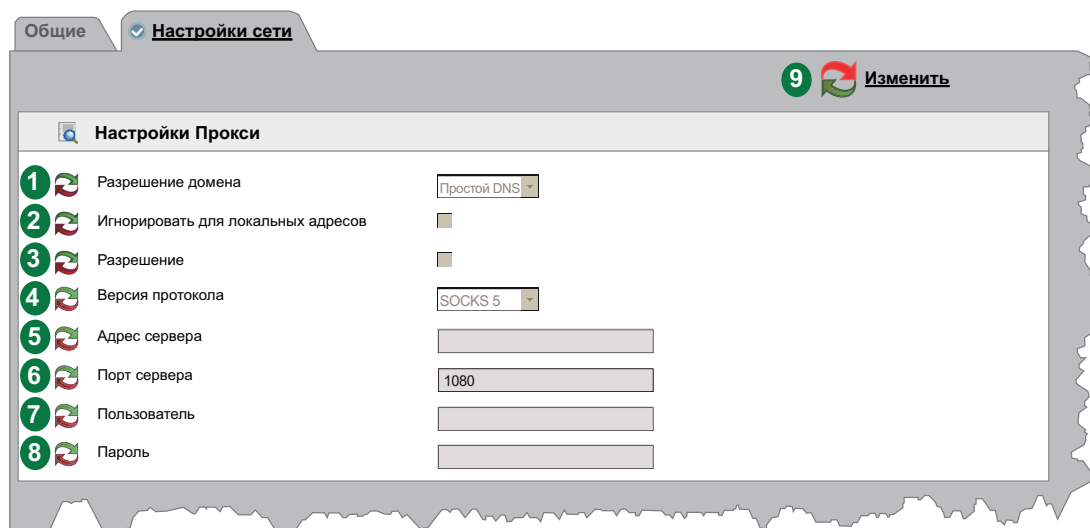 Общие
Настройки сети
9 Изменить
Настройки Прокси
1 Разрешение домена Простой DNS
2 Игнорировать для локальных адресов
3 Разрешение
4 Версия протокола SOCKS 5
5 Адрес сервера
6 Порт сервера 1080
7 Пользователь
8 Пароль